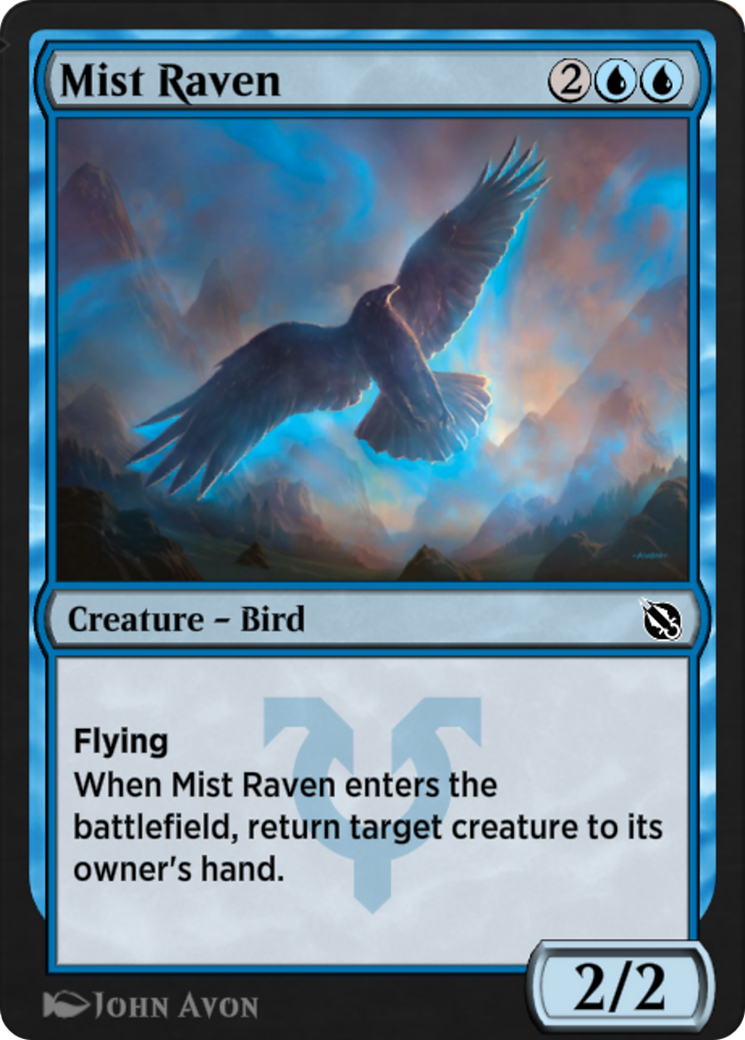 Mist Raven 2
Creature – Bird
Flying
When Mist Raven enters the
battlefield, return target creature to its
owner's hand.
John Avon
2/2